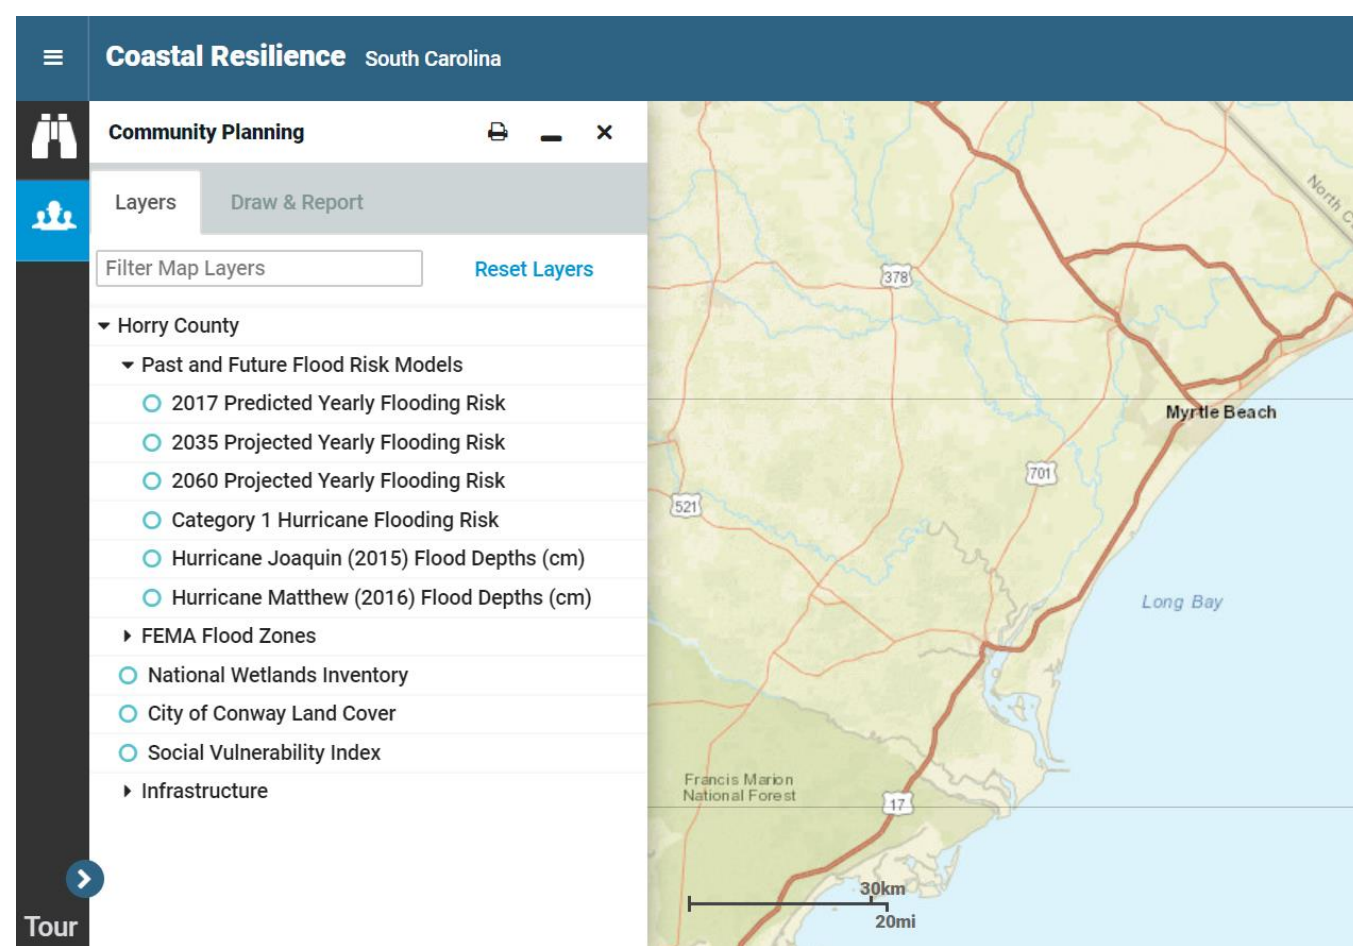 Coastal Resilience South Carolina
Community Planning
Layers Draw & Report
Filter Map Layers Reset Layers
Horry County
Past and Future Flood Risk Models
2017 Predicted Yearly Flooding Risk
2035 Projected Yearly Flooding Risk
2060 Projected Yearly Flooding Risk
Category 1 Hurricane Flooding Risk
Hurricane Joaquin (2015) Flood Depths (cm)
Hurricane Matthew (2016) Flood Depths (cm)
FEMA Flood Zones
National Wetlands Inventory
City of Conway Land Cover
Social Vulnerability Index
Infrastructure
Tour
North C
378
Myrtle Beach
701
521
Long Bay
Francis Marion
National Forest
17
30km
20mi